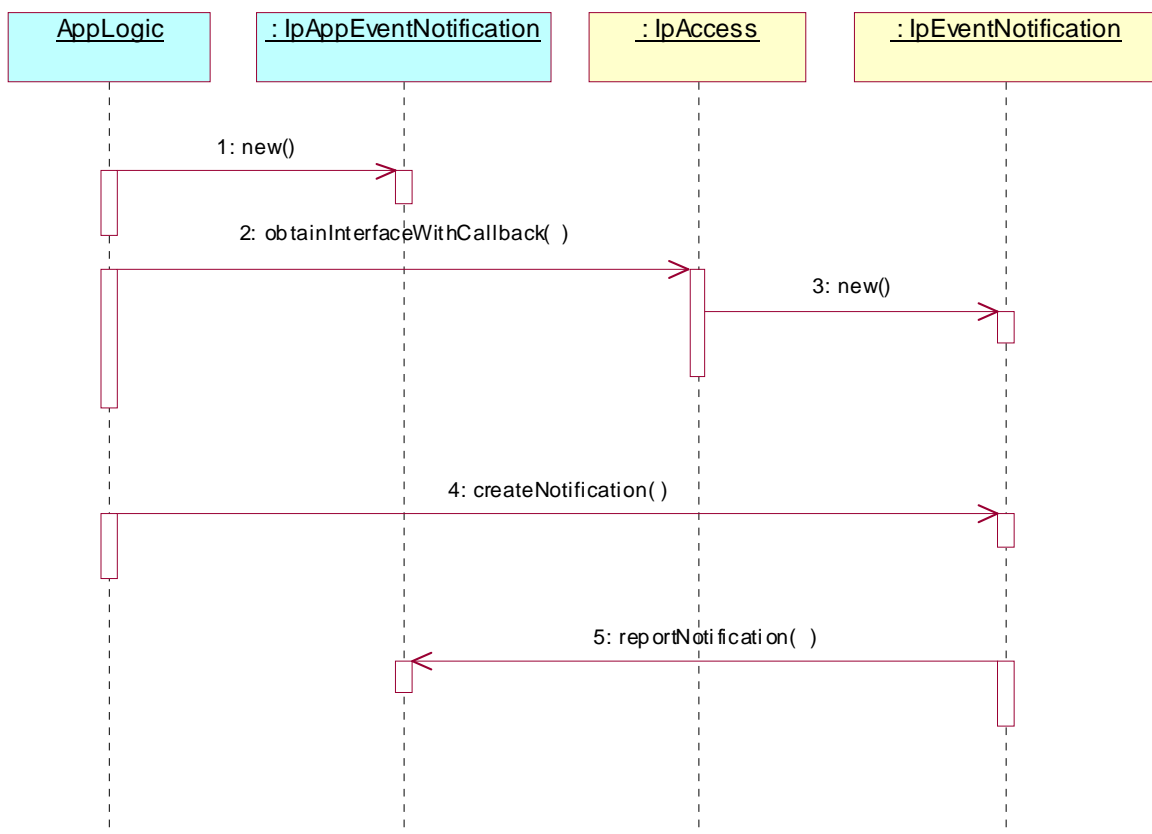 AppLogic
: IpAppEventNotification
: IpAccess
: IpEventNotification
1: new()
2: obtainInterfaceWithCallback( )
3: new()
4: createNotification( )
5: reportNotification( )